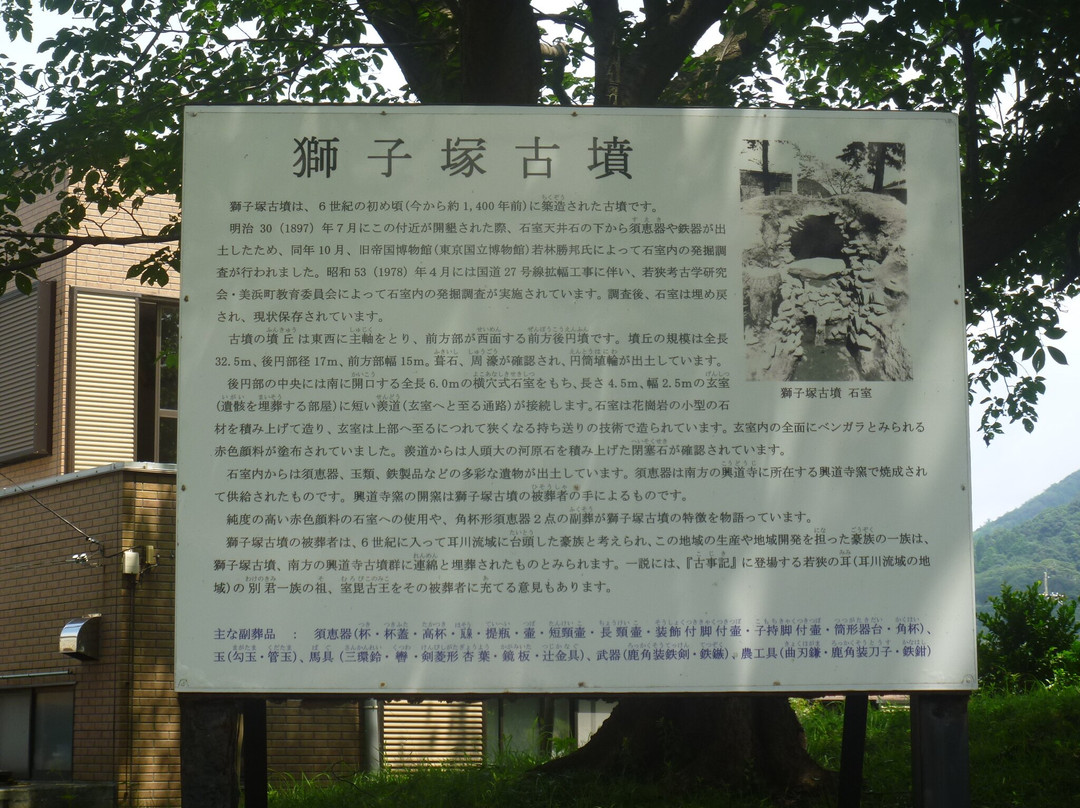 獅子塚古墳
獅子塚古墳は、6世紀の初め頃(今から約1,400年前)に築造された古墳です。
明治30(1897)年7月にこの付近が開墾された際、石室天井石の下から須恵器や鉄器が出
土したため、同年10月、旧帝国博物館(東京国立博物館)若林勝邦氏によって石室内の発掘調
査が行われました。昭和53(1978)年4月には国道27号線拡幅工事に伴い、若狭考古学研究
会・美浜町教育委員会によって石室内の発掘調査が実施されています。調査後、石室は埋め戻
され、現状保存されています。
古墳の墳丘は東西に主軸をとり、前方部が西面する前方後円墳です。墳丘の規模は全長
32.5m、後円部径17m、前方部幅15m。葺石、周濠が確認され、円筒埴輪が出土しています。
後円部の中央には南に開口する全長6.0mの横穴式石室をもち、長さ4.5m、幅2.5mの玄室
(遺骸を埋葬する部屋)に短い羨道(玄室へと至る通路)が接続します。石室は花崗岩の小型の石
材を積み上げて造り、玄室は上部へ至るにつれて狭くなる持ち送りの技術で造られています。玄室内の全面にベンガラとみられる
赤色顔料が塗布されていました。羨道からは人頭大の河原石を積み上げた閉塞石が確認されています。
石室内からは須恵器、玉類、鉄製品などの多彩な遺物が出土しています。須恵器は南方の興道寺に所在する興道寺窯で焼成され
て供給されたものです。興道寺窯の開窯は獅子塚古墳の被葬者の手によるものです。
純度の高い赤色顔料の石室への使用や、角杯形須恵器2点の副葬が獅子塚古墳の特徴を物語っています。
獅子塚古墳の被葬者は、6世紀に入って耳川流域に台頭した豪族と考えられ、この地域の生産や地域開発を担った豪族の一族は、
獅子塚古墳、南方の興道寺古墳群に連綿と埋葬されたものとみられます。一説には、『古事記』に登場する若狭の耳(耳川流域の地
域)の別君一族の祖、室毘古王をその被葬者に充てる意見もあります。
主な副葬品 : 須恵器(杯・杯蓋・高杯・𤭯・提瓶・壷・短頸壷・長頸壷・装飾付脚付壷・子持脚付壷・筒形器台・角杯)、
玉(勾玉・管玉)、馬具(三環鈴・轡・剣菱形杏葉・鏡板・辻金具)、武器(鹿角装鉄剣・鉄鏃)、農工具(曲刃鎌・鹿角装刀子・鉄鉗)
獅子塚古墳 石室